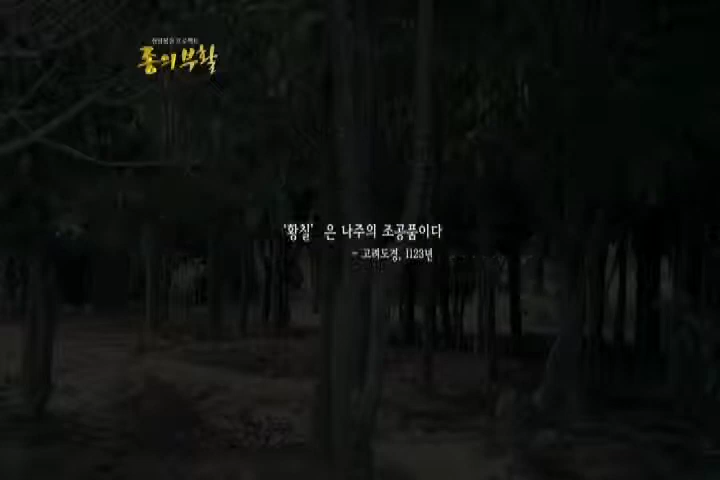 종의 부활
'황칠' 은 나주의 조공품이다
- 고려도경, 1123년